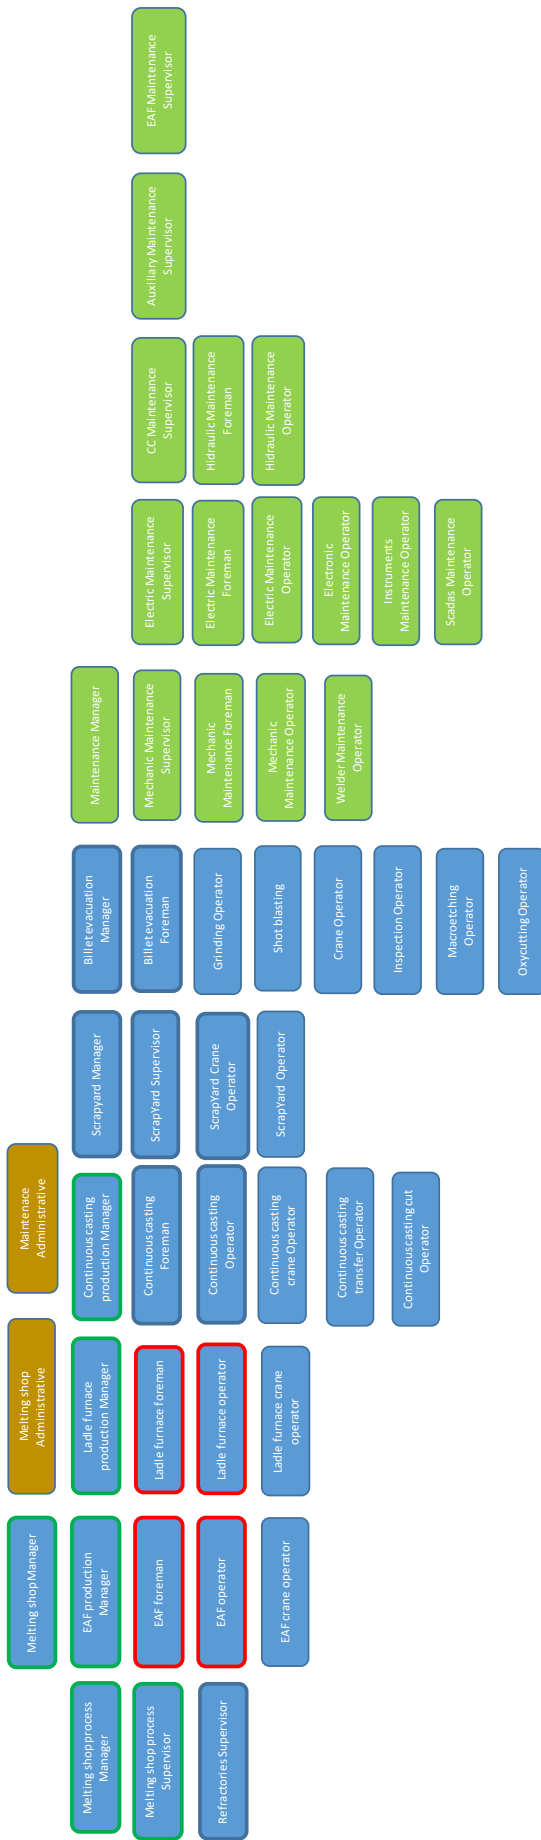 Melting shop Manager
Melting shop
Administrative
Maintenace
Administrative
Melting shop process
Manager
EAF production
Manager
Ladle furnace
production Manager
Continuous casting
production Manager
Scrapyard Manager
Billet evacuation
Manager
Maintenance Manager
Melting shop process
Supervisor
EAF foreman
Ladle furnace foreman
Continuous casting
Foreman
ScrapYard Supervisor
Billet evacuation
Foreman
Mechanic Maintenance
Supervisor
Electric Maintenance
Supervisor
CC Maintenance
Supervisor
Auxiliary Maintenance
Supervisor
EAF Maintenance
Supervisor
Refractories Supervisor
EAF operator
Ladle furnace operator
Continuous casting
Operator
ScrapYard Crane
Operator
Grinding Operator
Mechanic
Maintenance Foreman
Electric Maintenance
Foreman
Hidraulic Maintenance
Foreman
EAF crane operator
Ladle furnace crane
operator
Continuous casting
crane Operator
ScrapYard Operator
Shot blasting
Mechanic
Maintenance Operator
Electric Maintenance
Operator
Hidraulic Maintenance
Operator
Continuous casting
transfer Operator
Crane Operator
Welder Maintenance
Operator
Electronic
Maintenance Operator
Continuous casting cut
Operator
Inspection Operator
Instruments
Maintenance Operator
Macroetching
Operator
Scadas Maintenance
Operator
Oxycutting Operator